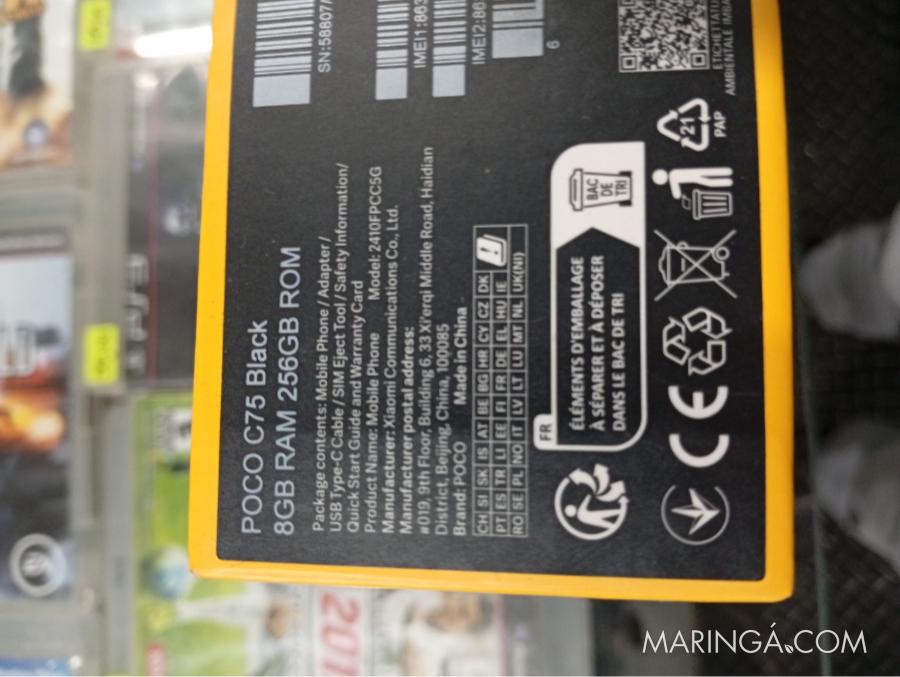 POCO C75 Black
8GB RAM 256GB ROM
Package contents: Mobile Phone / Adapter /
USB Type-C Cable / SIM Eject Tool / Safety Information/
Quick Start Guide and Warranty Card
Product Name: Mobile Phone Model: 2410FPCC5G
Manufacturer: Xiaomi Communications Co., Ltd.
Manufacturer postal address:
#019, 9th Floor, Building 6, 33 Xi'erqi Middle Road, Haidian
District, Beijing, China, 100085
Brand: POCO Made in China
CH SI SK IS AT BE BG HR CY CZ DK
PT ES TR LI EE FI FR DE EL HU IE
RO SE PL NO IT LV LT LU MT NL UK(NI)
SN:58807/
IMEI1:863
IMEI2:86
6
FR
ÉLÉMENTS D'EMBALLAGE
À SÉPARER ET À DÉPOSER
DANS LE BAC DE TRI
BAC
DE
TRI
CE
21
PAP
ETICHETTATU
AMBIENTALE IMBA
PS3
201
MARINGÁ.COM